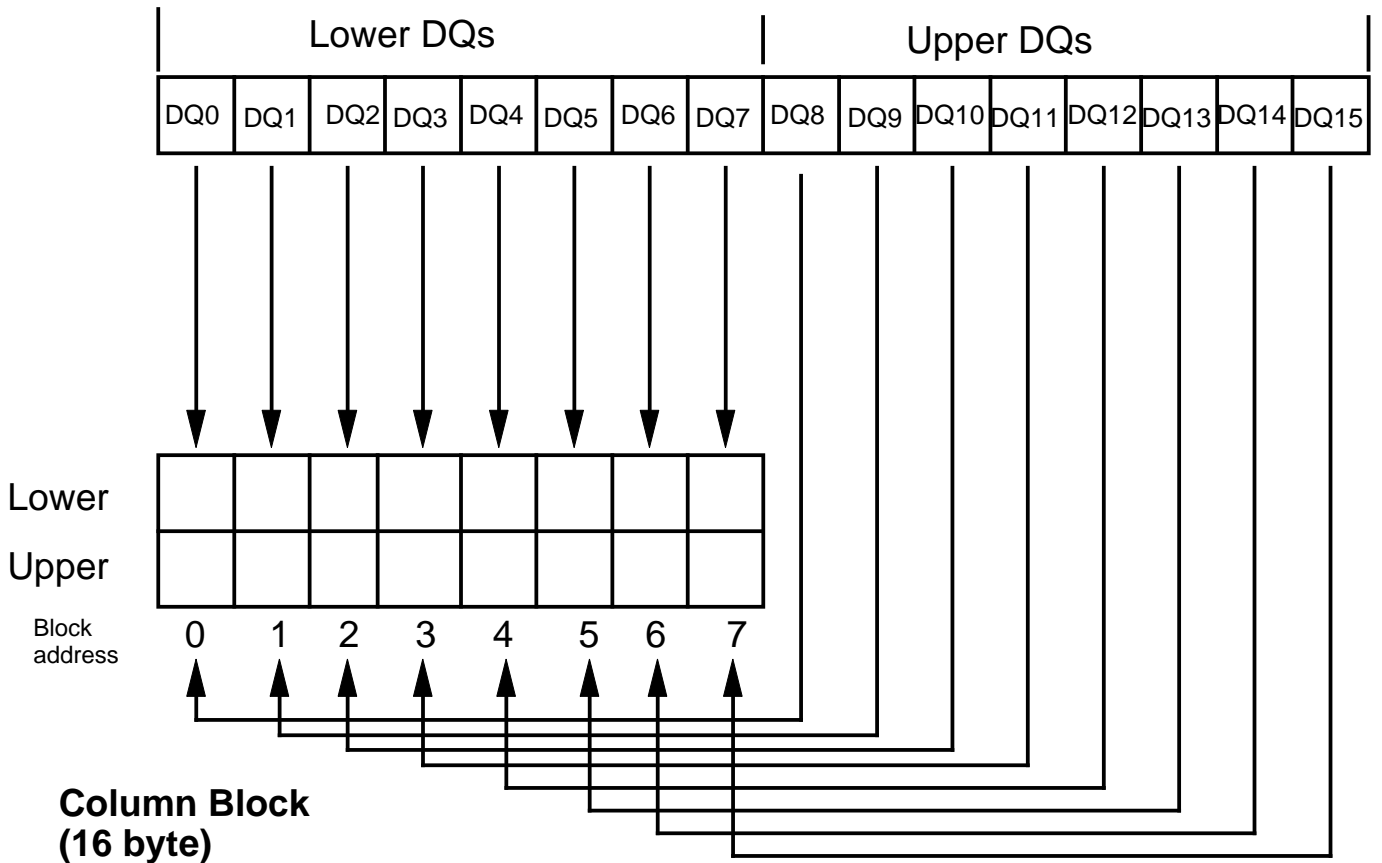 Lower DQs Upper DQs
DQ0 DQ1 DQ2 DQ3 DQ4 DQ5 DQ6 DQ7 DQ8 DQ9 DQ10 DQ11 DQ12 DQ13 DQ14 DQ15
Lower
Upper
Block
address
0 1 2 3 4 5 6 7
Column Block
(16 byte)